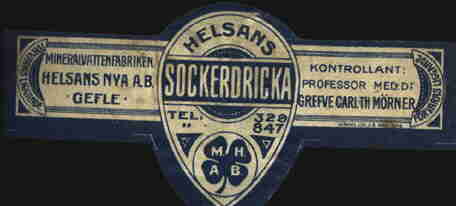 MINERALVATTENFABRIKEN
HELSANS NYA A.B.
· GEFLE ·
HELSANS
SOCKERDRICKA
TEL. 329
" 847
M H
A B
KONTROLLANT:
PROFESSOR MED. DR
GREFVE CARL TH MÖRNER